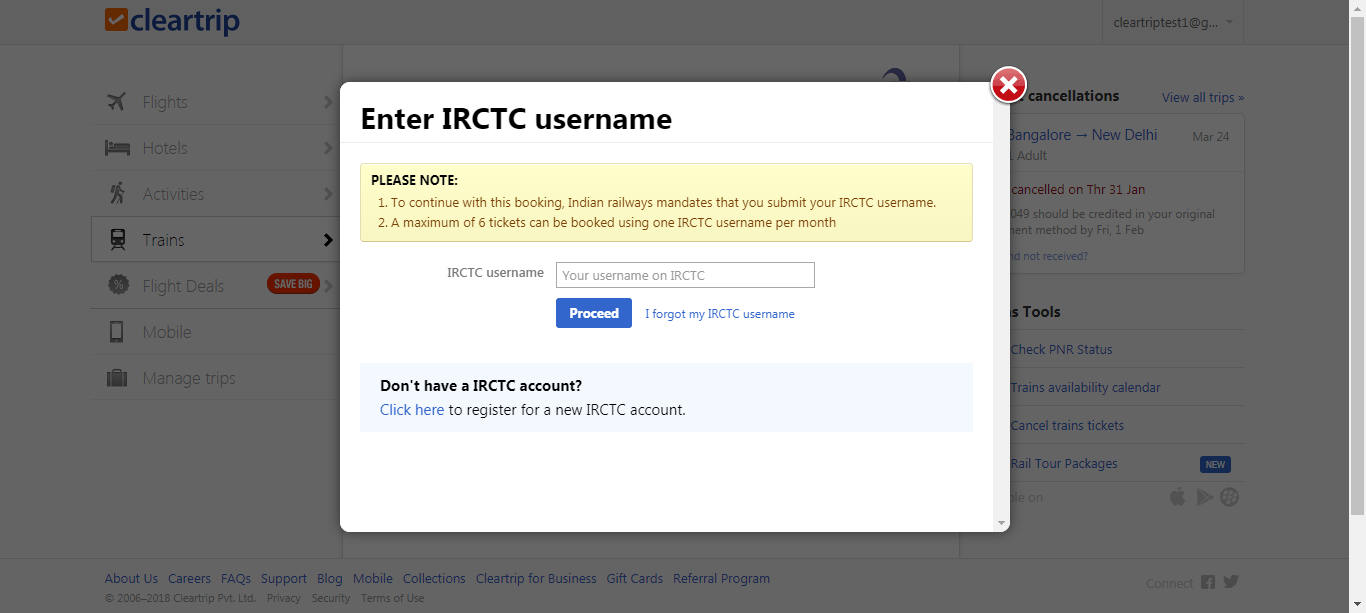 cleartrip
cleartriptest1@g...
Flights
Hotels
Activities
Trains
Flight Deals SAVE BIG
Mobile
Manage trips
Enter IRCTC username
PLEASE NOTE:
1. To continue with this booking, Indian railways mandates that you submit your IRCTC username.
2. A maximum of 6 tickets can be booked using one IRCTC username per month
IRCTC username Your username on IRCTC
Proceed I forgot my IRCTC username
Don't have a IRCTC account?
Click here to register for a new IRCTC account.
cancellations View all trips »
Bangalore → New Delhi Mar 24
Adult
cancelled on Thr 31 Jan
049 should be credited in your original
method by Fri, 1 Feb
not received?
Tools
Check PNR Status
Trains availability calendar
Cancel trains tickets
Rail Tour Packages NEW
on
About Us Careers FAQs Support Blog Mobile Collections Cleartrip for Business Gift Cards Referral Program
© 2006–2018 Cleartrip Pvt. Ltd. Privacy Security Terms of Use
Connect